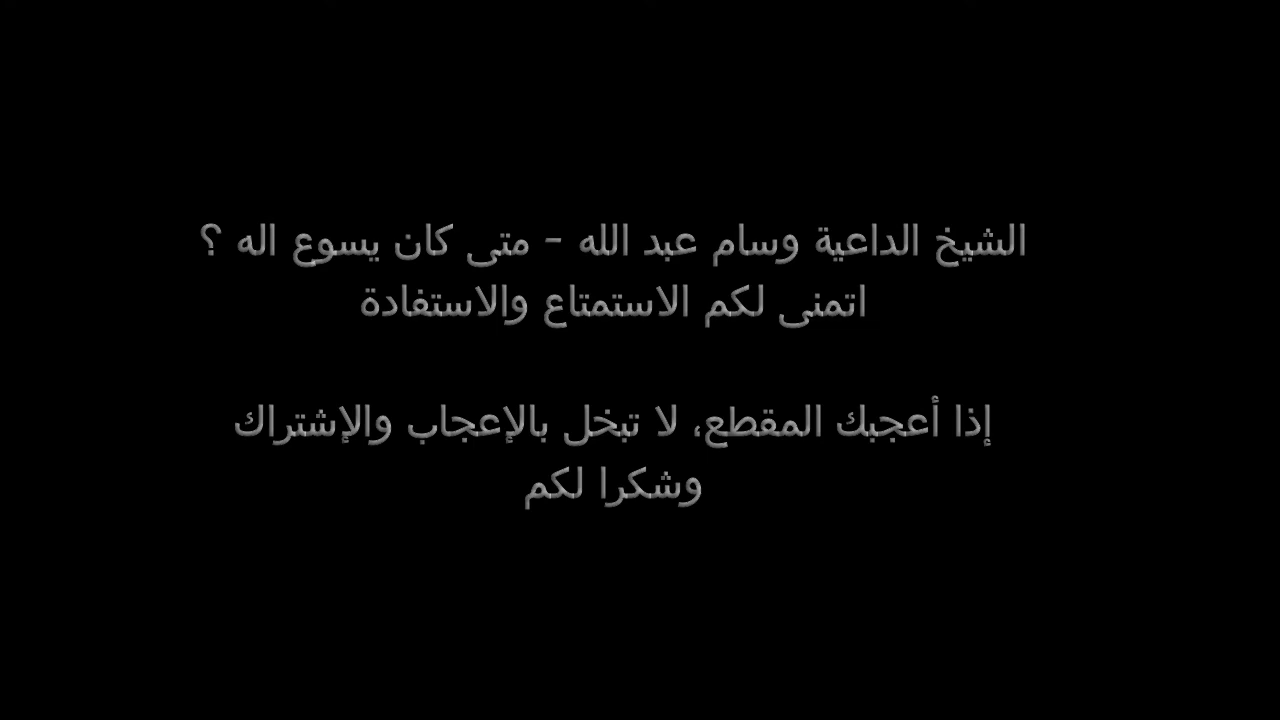 الشيخ الداعية وسام عبد الله - متى كان يسوع اله ؟
اتمنى لكم الاستمتاع والاستفادة
إذا أعجبك المقطع، لا تبخل بالإعجاب والإشتراك
وشكرا لكم